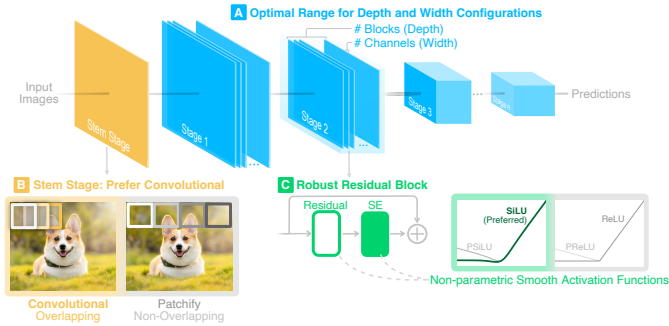 A Optimal Range for Depth and Width Configurations
# Blocks (Depth)
# Channels (Width)
Input
Images
Stem Stage
Stage 1
...
Stage 2
...
Stage 3
...
Stage n
Predictions
B Stem Stage: Prefer Convolutional
Convolutional
Overlapping
Patchify
Non-Overlapping
C Robust Residual Block
Residual
SE
SiLU
(Preferred)
PSiLU
ReLU
PReLU
Non-parametric Smooth Activation Functions